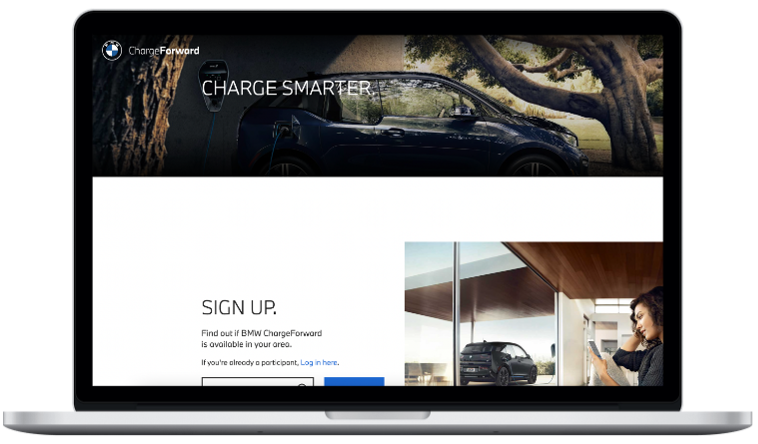 ChargeForward
CHARGE SMARTER.
SIGN UP.
Find out if BMW ChargeForward
is available in your area.
If you're already a participant, Log in here.